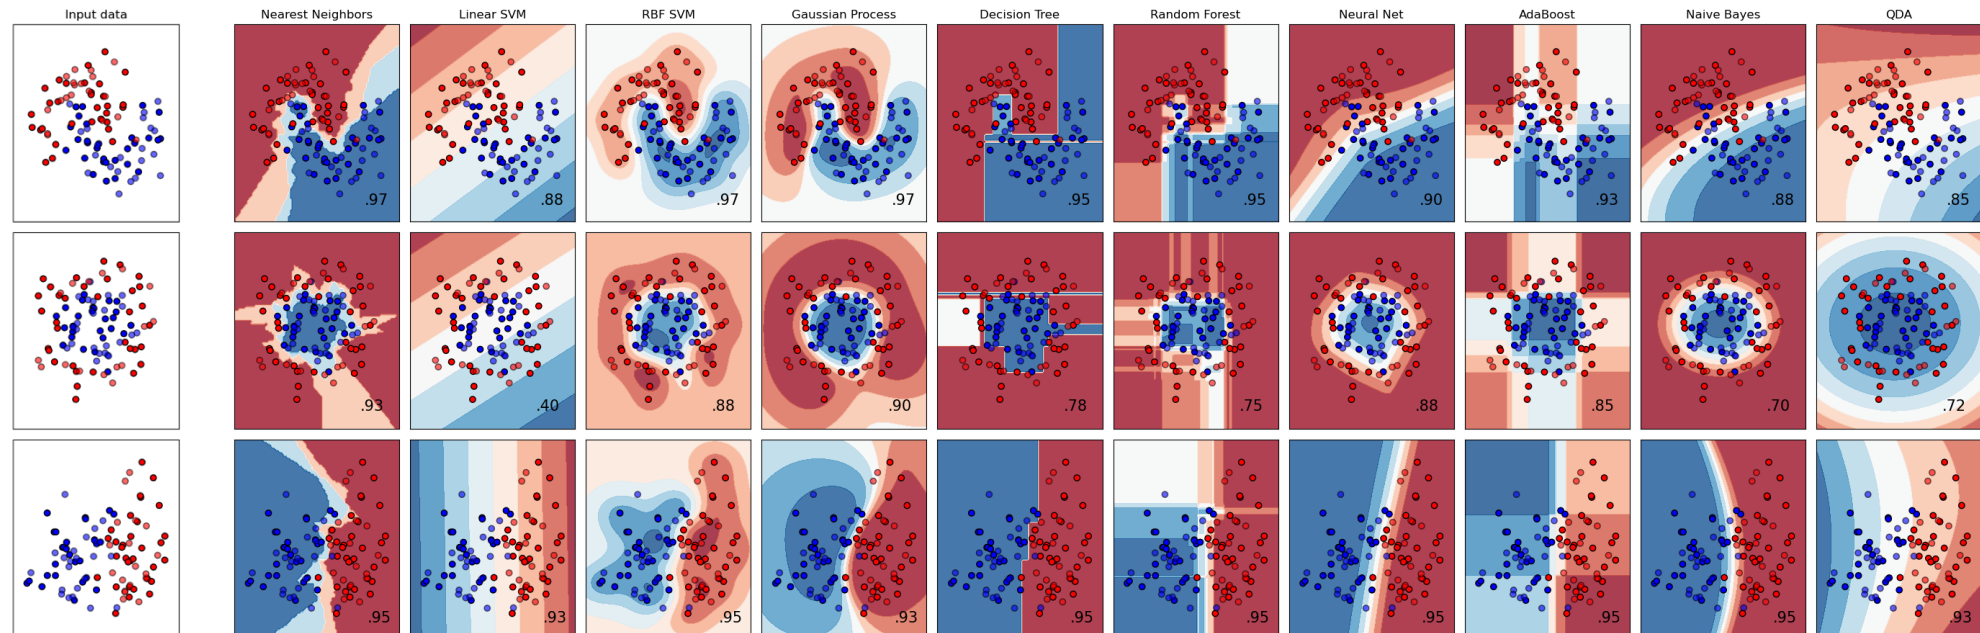 Input data
Nearest Neighbors
Linear SVM
RBF SVM
Gaussian Process
Decision Tree
Random Forest
Neural Net
AdaBoost
Naive Bayes
QDA
.97
.88
.97
.97
.95
.95
.90
.93
.88
.85
.93
.40
.88
.90
.78
.75
.88
.85
.70
.72
.95
.93
.95
.93
.95
.95
.95
.95
.95
.93